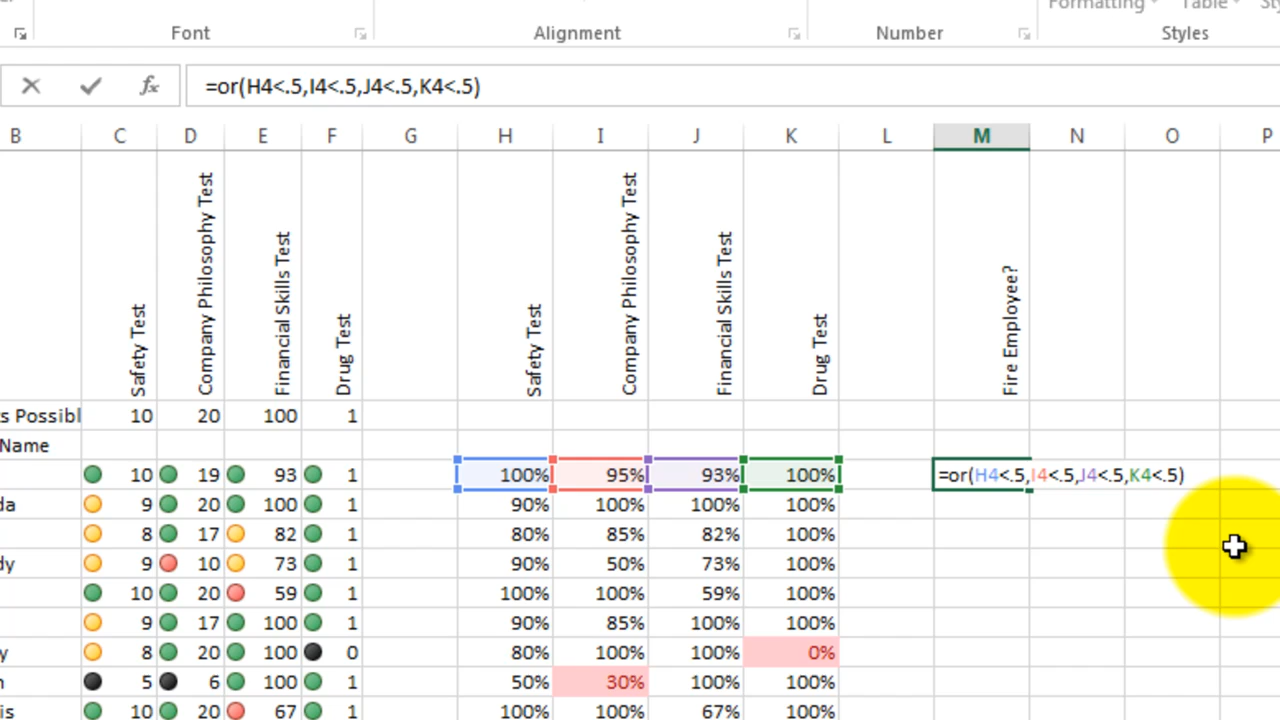 Formatting Table Sty
Font Alignment Number Styles
=or(H4<.5,I4<.5,J4<.5,K4<.5)
B C D E F G H I J K L M N O P
Safety Test Company Philosophy Test Financial Skills Test Drug Test Safety Test Company Philosophy Test Financial Skills Test Drug Test Fire Employee?
s Possibl 10 20 100 1
Name
10 19 93 1 100% 95% 93% 100% =or(H4<.5,I4<.5,J4<.5,K4<.5)
da 9 20 100 1 90% 100% 100% 100%
8 17 82 1 80% 85% 82% 100%
dy 9 10 73 1 90% 50% 73% 100%
10 20 59 1 100% 100% 59% 100%
9 17 100 1 90% 85% 100% 100%
y 8 20 100 0 80% 100% 100% 0%
n 5 6 100 1 50% 30% 100% 100%
is 10 20 67 1 100% 100% 67% 100%